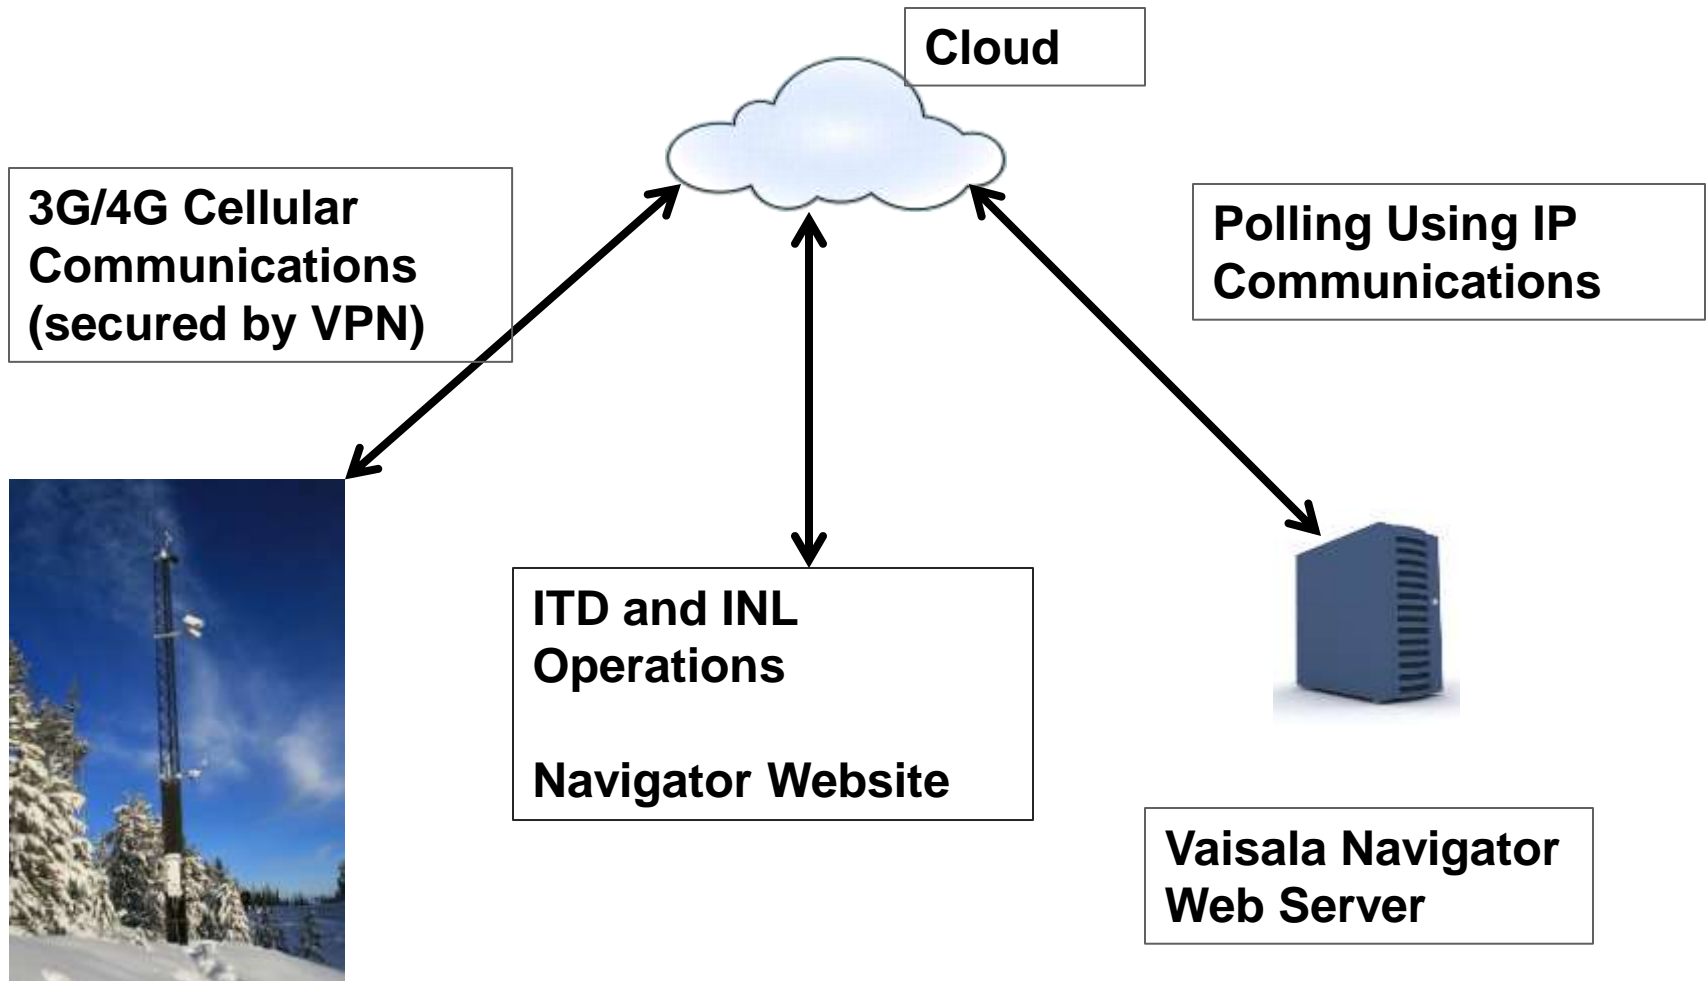 Cloud
3G/4G Cellular
Communications
(secured by VPN)
Polling Using IP
Communications
ITD and INL
Operations
Navigator Website
Vaisala Navigator
Web Server